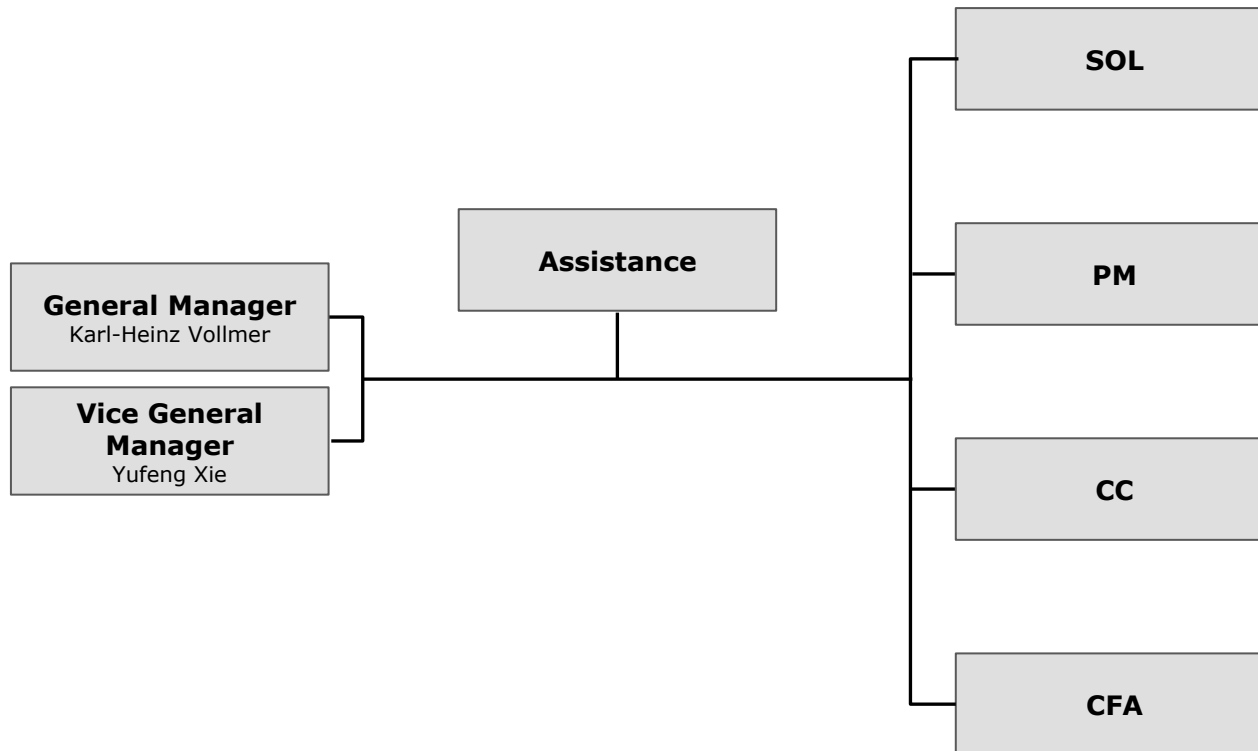 General Manager
Karl-Heinz Vollmer
Vice General
Manager
Yufeng Xie
Assistance
SOL
PM
CC
CFA